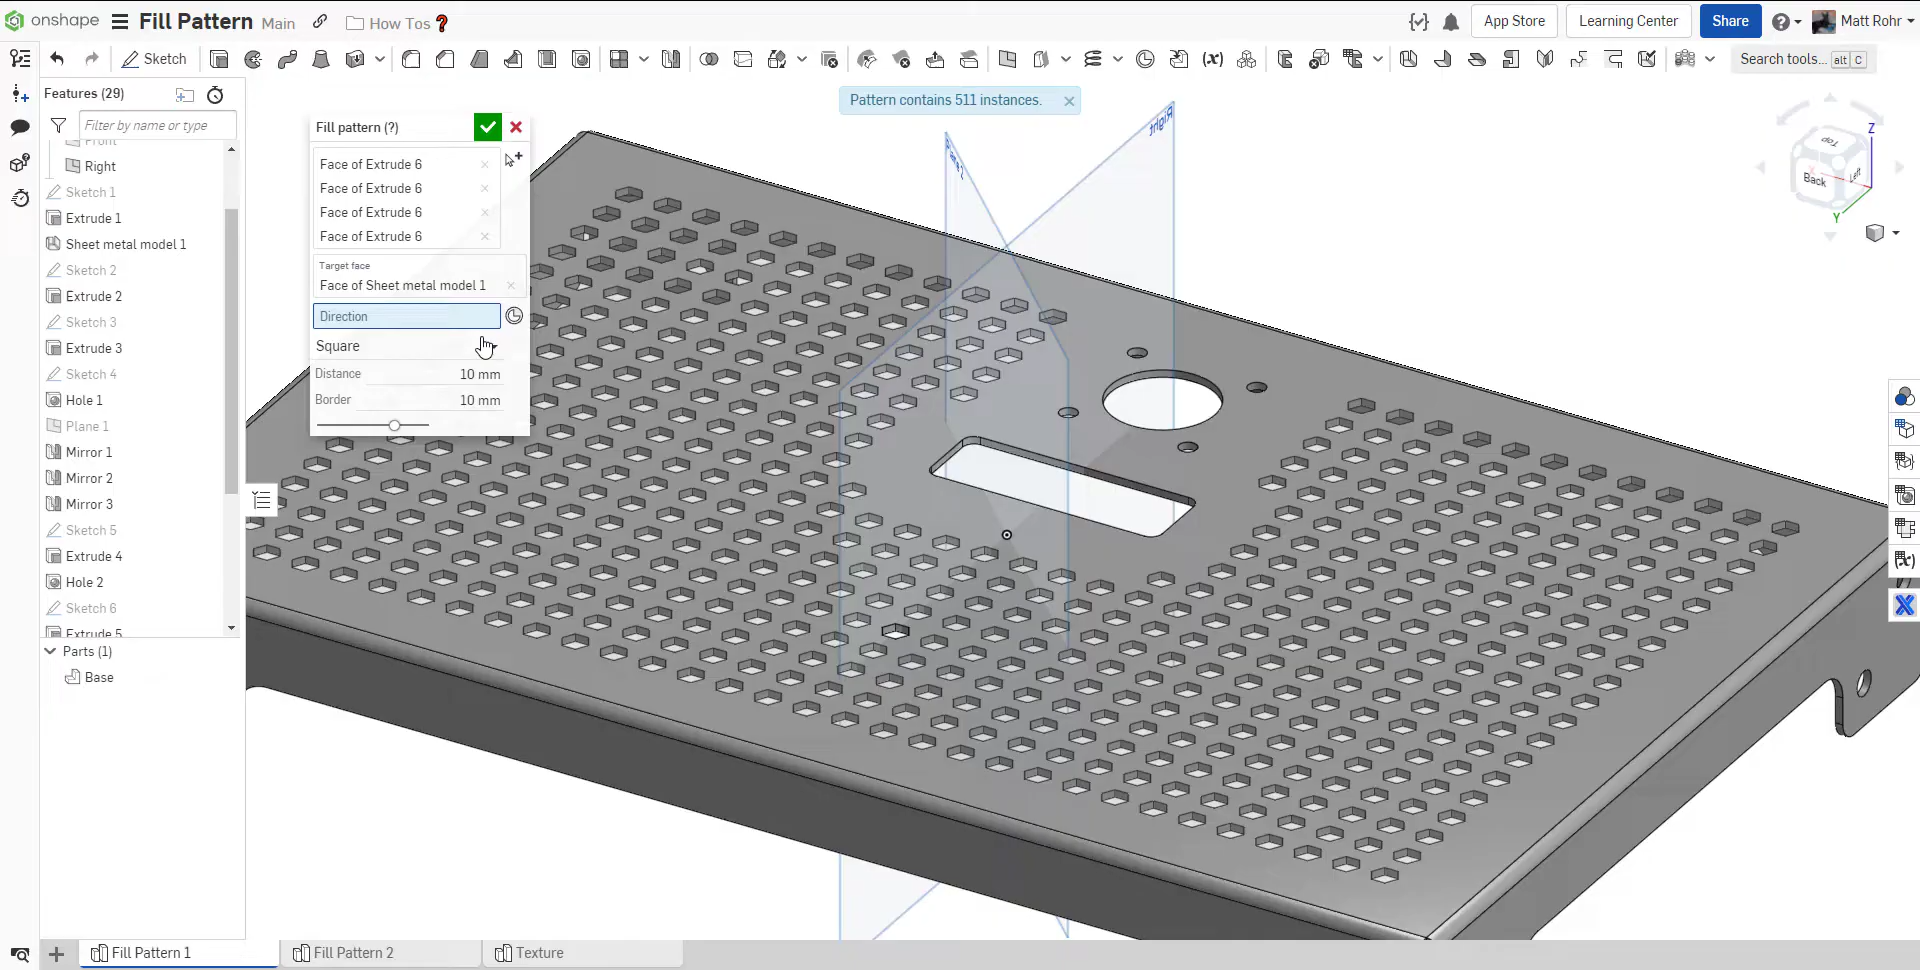 onshape
Fill Pattern Main
How Tos ?
App Store
Learning Center
Share
Matt Rohr
Sketch
(x)
Search tools... alt C
Features (29)
Filter by name or type
Front
Right
Sketch 1
Extrude 1
Sheet metal model 1
Sketch 2
Extrude 2
Sketch 3
Extrude 3
Sketch 4
Hole 1
Plane 1
Mirror 1
Mirror 2
Mirror 3
Sketch 5
Extrude 4
Hole 2
Sketch 6
Extrude 5
Parts (1)
Base
Fill pattern (?)
Face of Extrude 6
Face of Extrude 6
Face of Extrude 6
Face of Extrude 6
Target face
Face of Sheet metal model 1
Direction
Square
Distance 10 mm
Border 10 mm
Pattern contains 511 instances.
Right
Z
Top
Back
Left
X
Y
(x)
Fill Pattern 1
Fill Pattern 2
Texture